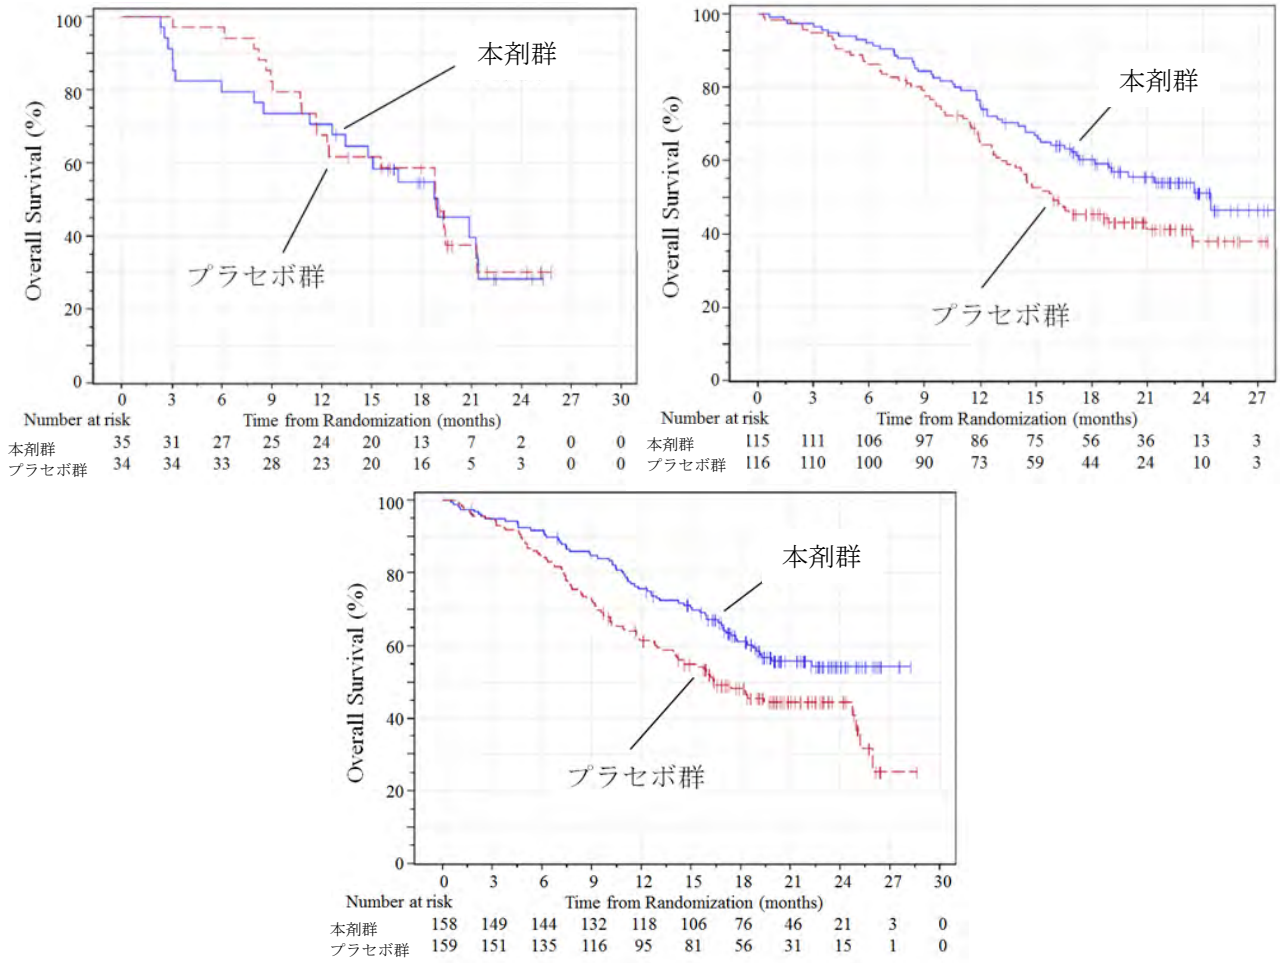 本剤群
プラセボ群
Overall Survival (%)
100
80
60
40
20
0
0 3 6 9 12 15 18 21 24 27 30
Number at risk
Time from Randomization (months)
本剤群 35 31 27 25 24 20 13 7 2 0 0
プラセボ群 34 34 33 28 23 20 16 5 3 0 0
本剤群
プラセボ群
Overall Survival (%)
100
80
60
40
20
0
0 3 6 9 12 15 18 21 24 27
Number at risk
Time from Randomization (months)
本剤群 115 111 106 97 86 75 56 36 13 3
プラセボ群 116 110 100 90 73 59 44 24 10 3
本剤群
プラセボ群
Overall Survival (%)
100
80
60
40
20
0
0 3 6 9 12 15 18 21 24 27 30
Number at risk
Time from Randomization (months)
本剤群 158 149 144 132 118 106 76 46 21 3 0
プラセボ群 159 151 135 116 95 81 56 31 15 1 0